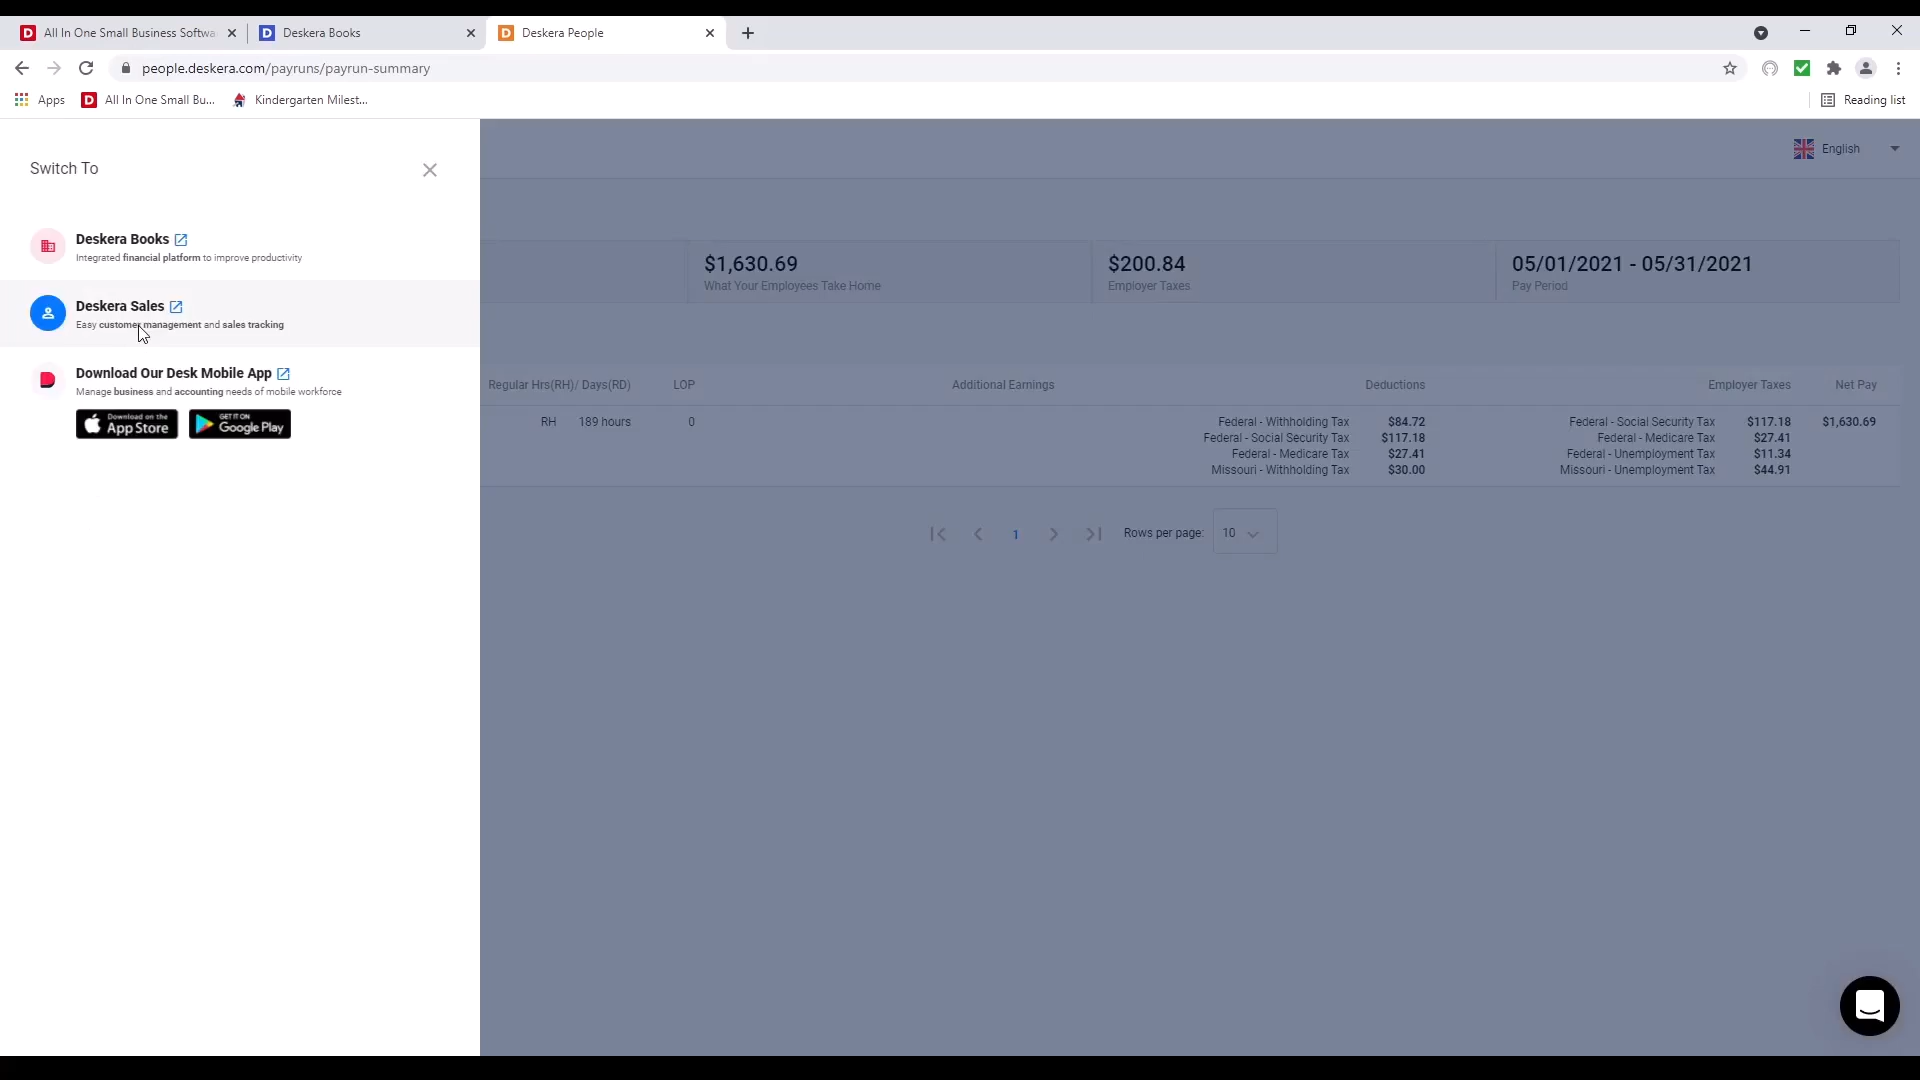 All In One Small Business Softwa
Deskera Books
Deskera People
people.deskera.com/payruns/payrun-summary
Apps
All In One Small Bu...
Kindergarten Milest...
Reading list
Switch To
English
Deskera Books
Integrated financial platform to improve productivity
$1,630.69
What Your Employees Take Home
$200.84
Employer Taxes
05/01/2021 - 05/31/2021
Pay Period
Deskera Sales
Easy customer management and sales tracking
Download Our Desk Mobile App
Manage business and accounting needs of mobile workforce
Download on the
App Store
GET IT ON
Google Play
Regular Hrs(RH)/ Days(RD) LOP Additional Earnings Deductions Employer Taxes Net Pay
RH 189 hours 0 Federal - Withholding Tax $84.72 Federal - Social Security Tax $117.18 $1,630.69
Federal - Social Security Tax $117.18 Federal - Medicare Tax $27.41
Federal - Medicare Tax $27.41 Federal - Unemployment Tax $11.34
Missouri - Withholding Tax $30.00 Missouri - Unemployment Tax $44.91
1 Rows per page: 10